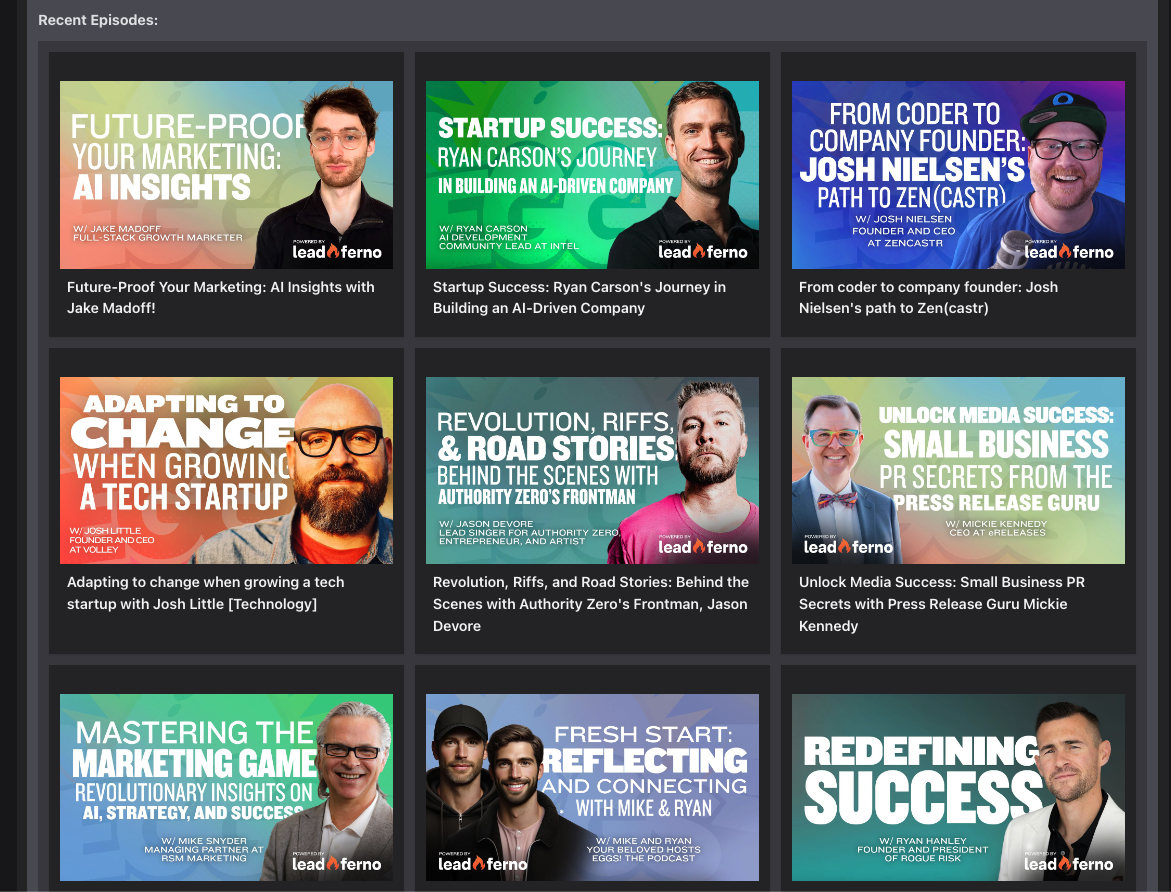 Recent Episodes:
FUTURE-PROOF
YOUR MARKETING:
AI INSIGHTS
W/ JAKE MADOFF
FULL-STACK GROWTH MARKETER
POWERED BY
leadferno
Future-Proof Your Marketing: AI Insights with
Jake Madoff!
STARTUP SUCCESS:
RYAN CARSON'S JOURNEY
IN BUILDING AN AI-DRIVEN COMPANY
W/ RYAN CARSON
AI DEVELOPMENT
COMMUNITY LEAD AT INTEL
POWERED BY
leadferno
Startup Success: Ryan Carson's Journey in
Building an AI-Driven Company
FROM CODER TO
COMPANY FOUNDER:
JOSH NIELSEN'S
PATH TO ZEN(CASTR)
W/ JOSH NIELSEN
FOUNDER AND CEO
AT ZENCASTR
POWERED BY
leadferno
From coder to company founder: Josh
Nielsen's path to Zen(castr)
ADAPTING TO
CHANGE
WHEN GROWING
A TECH STARTUP
W/ JOSH LITTLE
FOUNDER AND CEO
AT VOLLEY
Adapting to change when growing a tech
startup with Josh Little [Technology]
REVOLUTION, RIFFS,
& ROAD STORIES:
BEHIND THE SCENES WITH
AUTHORITY ZERO'S FRONTMAN
W/ JASON DEVORE
LEAD SINGER FOR AUTHORITY ZERO,
ENTREPRENEUR, AND ARTIST
POWERED BY
leadferno
Revolution, Riffs, and Road Stories: Behind the
Scenes with Authority Zero's Frontman, Jason
Devore
UNLOCK MEDIA SUCCESS:
SMALL BUSINESS
PR SECRETS FROM THE
PRESS RELEASE GURU
W/ MICKIE KENNEDY
CEO AT eRELEASES
POWERED BY
leadferno
Unlock Media Success: Small Business PR
Secrets with Press Release Guru Mickie
Kennedy
MASTERING THE
MARKETING GAME
REVOLUTIONARY INSIGHTS ON
AI, STRATEGY, AND SUCCESS
W/ MIKE SNYDER
MANAGING PARTNER AT
RSM MARKETING
POWERED BY
leadferno
FRESH START:
REFLECTING
AND CONNECTING
WITH MIKE & RYAN
W/ MIKE AND RYAN
YOUR BELOVED HOSTS
EGGS! THE PODCAST
POWERED BY
leadferno
REDEFINING
SUCCESS
W/ RYAN HANLEY
FOUNDER AND PRESIDENT
OF ROGUE RISK
POWERED BY
leadferno